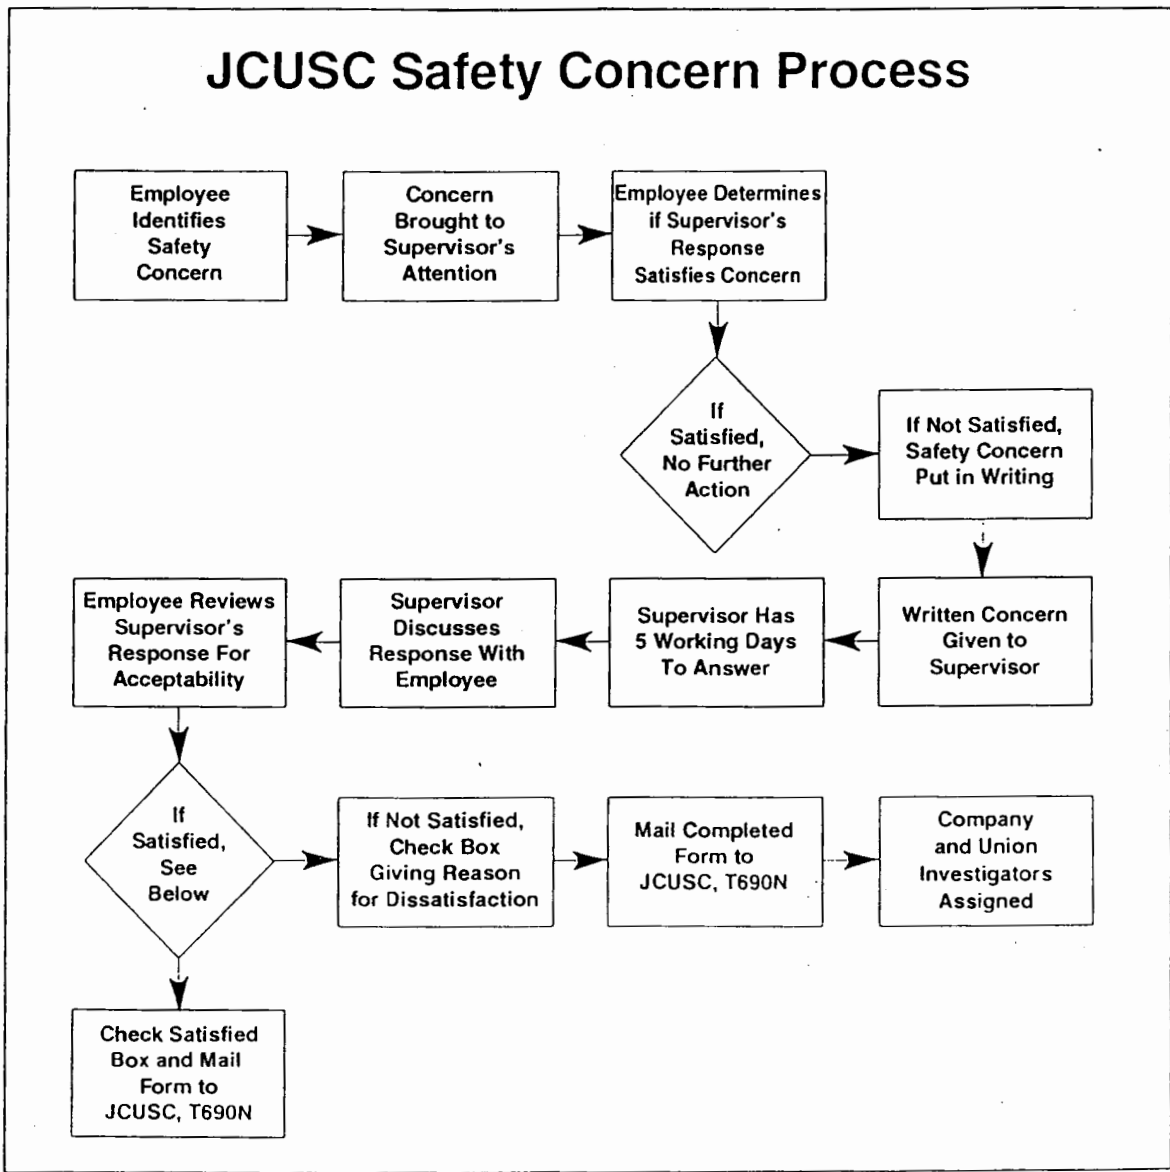 JCUSC Safety Concern Process
Employee
Identifies
Safety
Concern
Concern
Brought to
Supervisor's
Attention
Employee Determines
if Supervisor's
Response
Satisfies Concern
If
Satisfied,
No Further
Action
If Not Satisfied,
Safety Concern
Put in Writing
Written Concern
Given to
Supervisor
Supervisor Has
5 Working Days
To Answer
Supervisor
Discusses
Response With
Employee
Employee Reviews
Supervisor's
Response For
Acceptability
If
Satisfied,
See
Below
If Not Satisfied,
Check Box
Giving Reason
for Dissatisfaction
Mail Completed
Form to
JCUSC, T690N
Company
and Union
Investigators
Assigned
Check Satisfied
Box and Mail
Form to
JCUSC, T690N